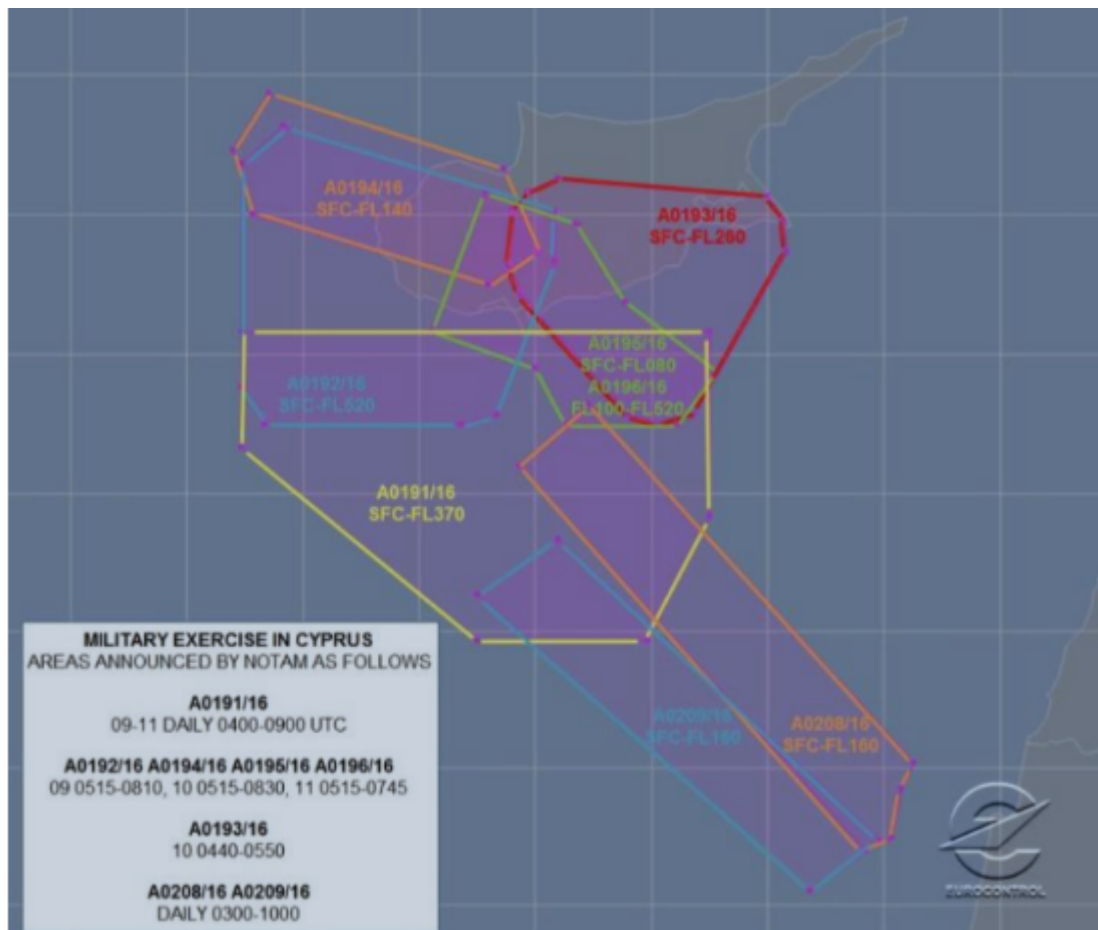 A0194/16
SFC-FL140
A0193/16
SFC-FL260
A0195/16
SFC-FL080
A0196/16
FL100-FL520
A0192/16
SFC-FL520
A0191/16
SFC-FL370
A0209/16
SFC-FL160
A0208/16
SFC-FL160
MILITARY EXERCISE IN CYPRUS
AREAS ANNOUNCED BY NOTAM AS FOLLOWS
A0191/16
09-11 DAILY 0400-0900 UTC
A0192/16 A0194/16 A0195/16 A0196/16
09 0515-0810, 10 0515-0830, 11 0515-0745
A0193/16
10 0440-0550
A0208/16 A0209/16
DAILY 0300-1000
EUROCONTROL